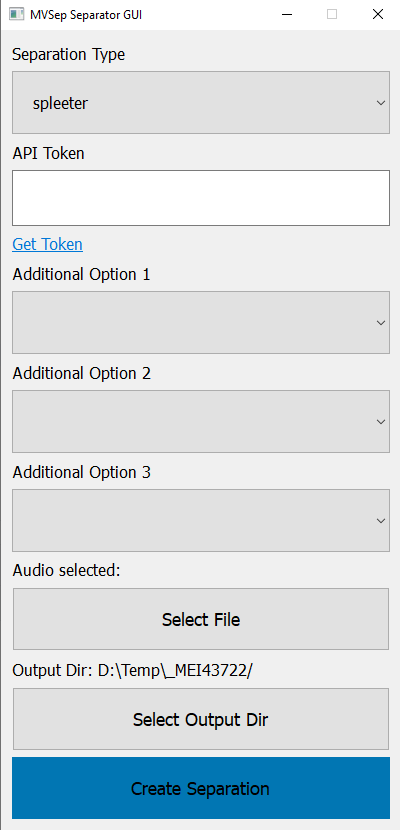 MVSep Separator GUI
Separation Type
spleeter
API Token
Get Token
Additional Option 1
Additional Option 2
Additional Option 3
Audio selected:
Select File
Output Dir: D:\Temp\_MEI43722/
Select Output Dir
Create Separation